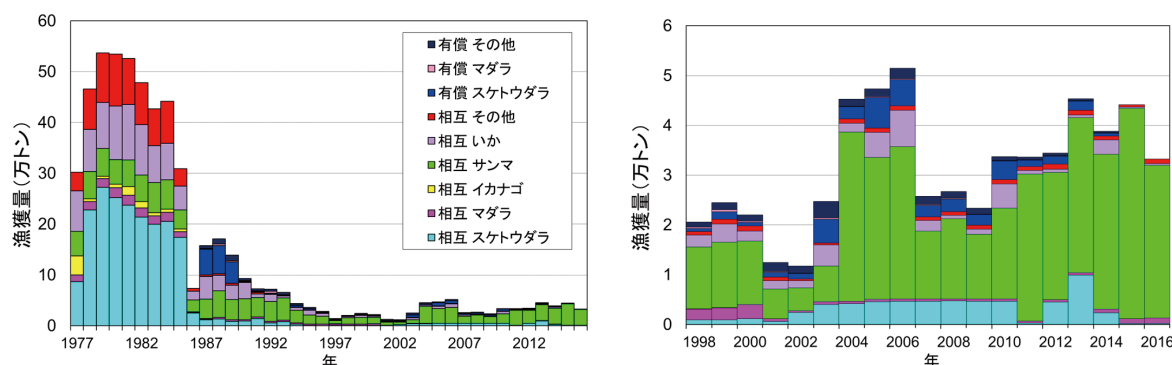 60
50
40
30
20
10
0
漁獲量(万トン)
有償 その他
有償 マダラ
有償 スケトウダラ
相互 その他
相互 いか
相互 サンマ
相互 イカナゴ
相互 マダラ
相互 スケトウダラ
1977 1982 1987 1992 1997 2002 2007 2012
年
6
5
4
3
2
1
0
漁獲量(万トン)
1998 2000 2002 2004 2006 2008 2010 2012 2014 2016
年